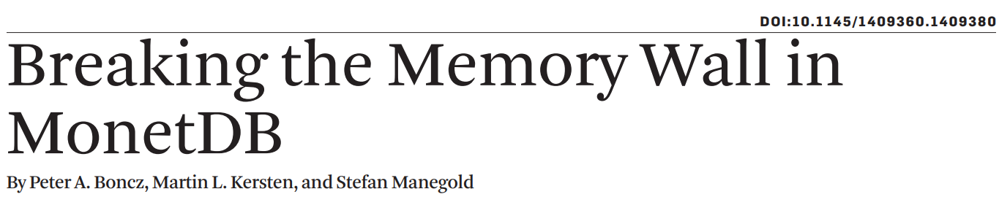 DOI:10.1145/1409360.1409380
Breaking the Memory Wall in
MonetDB
By Peter A. Boncz, Martin L. Kersten, and Stefan Manegold